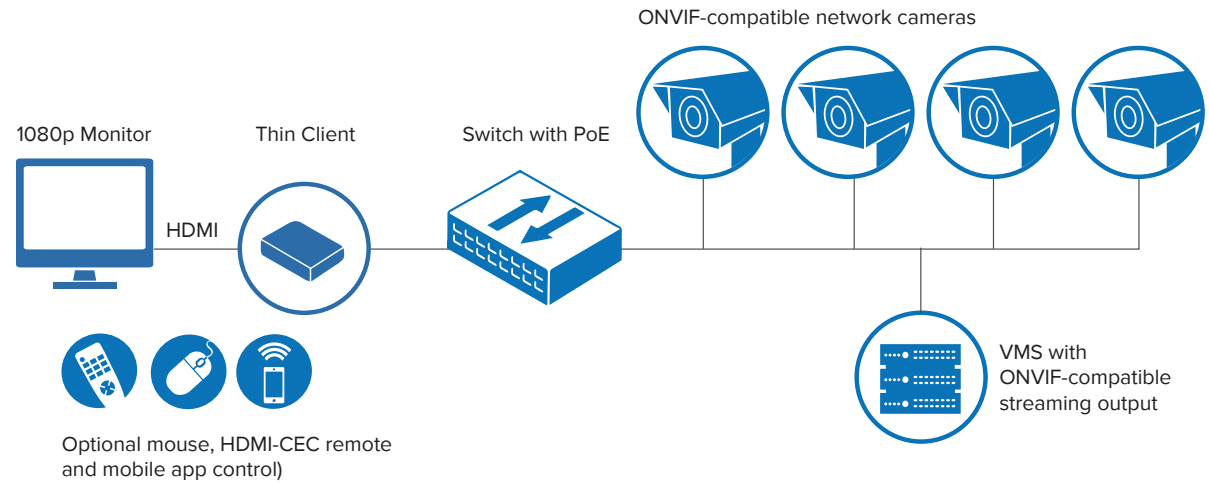 ONVIF-compatible network cameras
1080p Monitor
Thin Client
Switch with PoE
HDMI
VMS with
ONVIF-compatible
streaming output
Optional mouse, HDMI-CEC remote
and mobile app control)